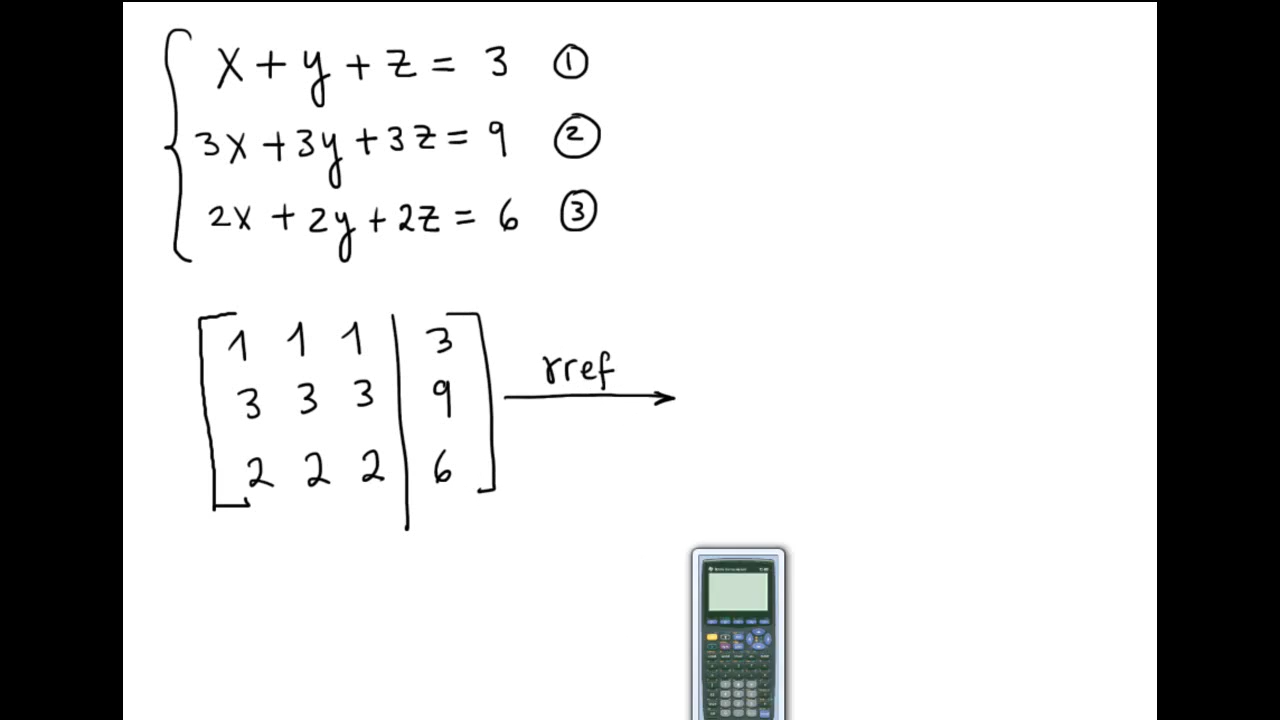 x + y + z = 3 ①
3x + 3y + 3z = 9 ②
2x + 2y + 2z = 6 ③
1 1 1 | 3
3 3 3 | 9
2 2 2 | 6
rref